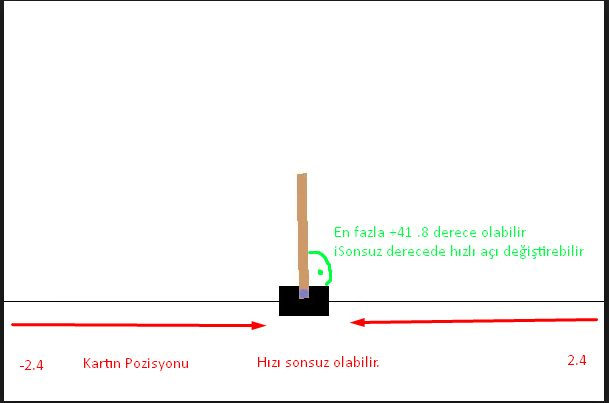 En fazla +41 .8 derece olabilir
iSonsuz derecede hızlı açı değiştirebilir
-2.4 Kartın Pozisyonu Hızı sonsuz olabilir. 2.4